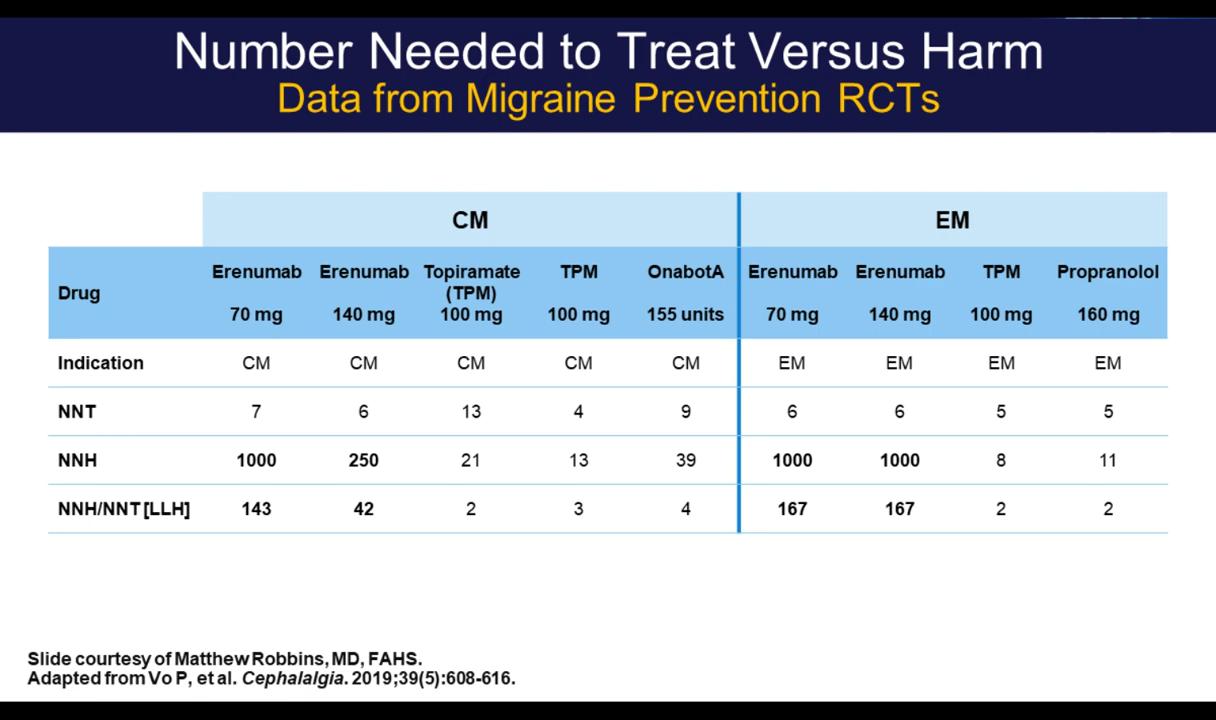 Number Needed to Treat Versus Harm
Data from Migraine Prevention RCTs
CM EM
Drug Erenumab 70 mg Erenumab 140 mg Topiramate (TPM) 100 mg TPM 100 mg OnabotA 155 units Erenumab 70 mg Erenumab 140 mg TPM 100 mg Propranolol 160 mg
Indication CM CM CM CM CM EM EM EM EM
NNT 7 6 13 4 9 6 6 5 5
NNH 1000 250 21 13 39 1000 1000 8 11
NNH/NNT [LLH] 143 42 2 3 4 167 167 2 2
Slide courtesy of Matthew Robbins, MD, FAHS.
Adapted from Vo P, et al. Cephalalgia. 2019;39(5):608-616.